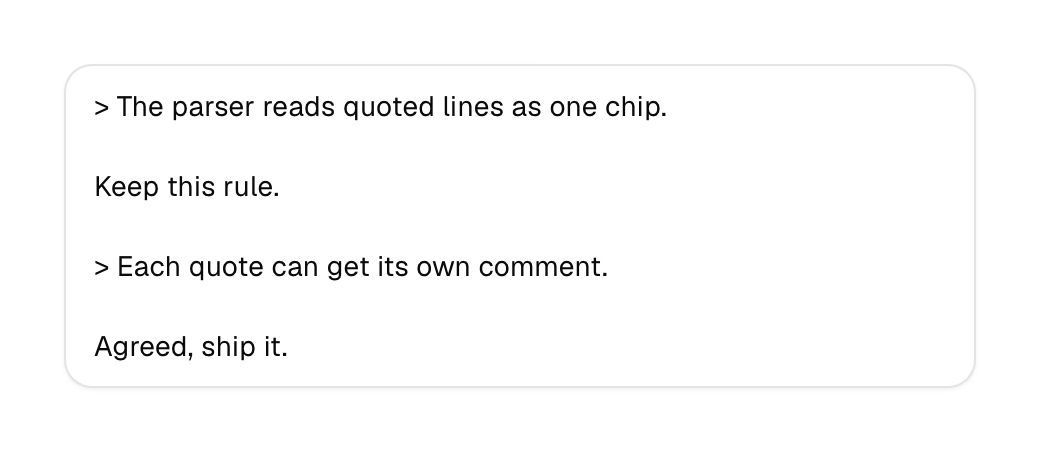 > The parser reads quoted lines as one chip.
Keep this rule.
> Each quote can get its own comment.
Agreed, ship it.